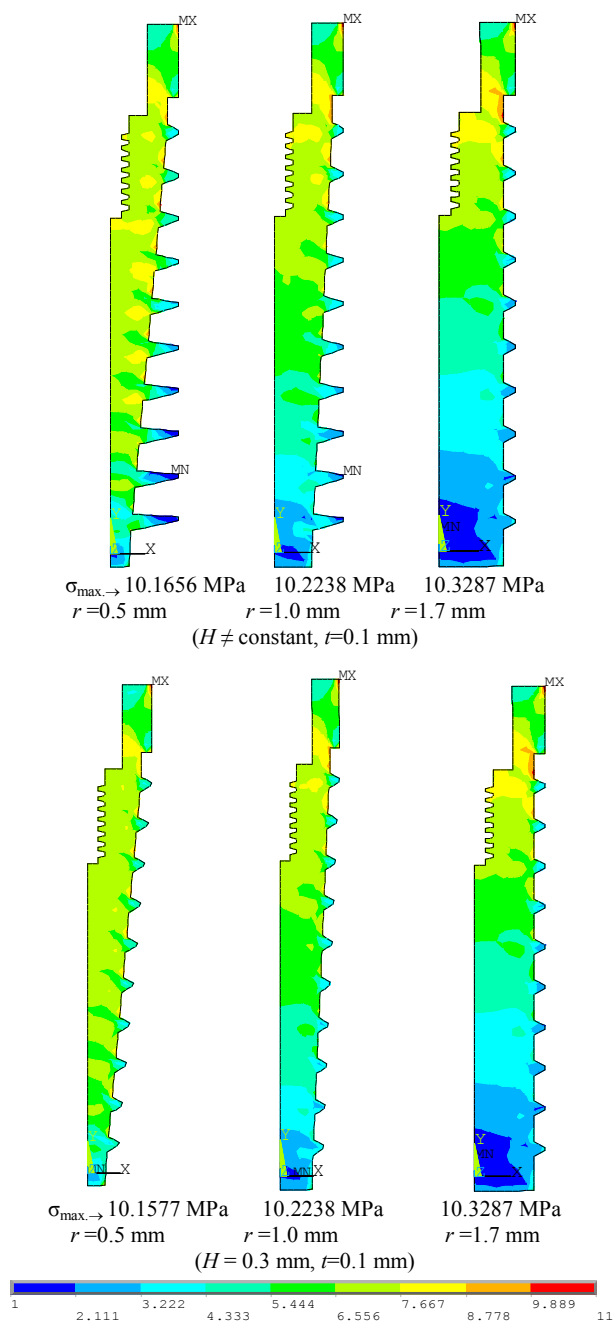 MX MX MX
MN MN
Y Y Y
MN
Z X X Z X
σmax.→ 10.1656 MPa 10.2238 MPa 10.3287 MPa
r =0.5 mm r =1.0 mm r =1.7 mm
(H ≠ constant, t=0.1 mm)
MX MX MX
Y Y Y
MN
ZMN X MN X Z X
σmax.→ 10.1577 MPa 10.2238 MPa 10.3287 MPa
r =0.5 mm r =1.0 mm r =1.7 mm
(H = 0.3 mm, t=0.1 mm)
1 3.222 5.444 7.667 9.889
2.111 4.333 6.556 8.778 11